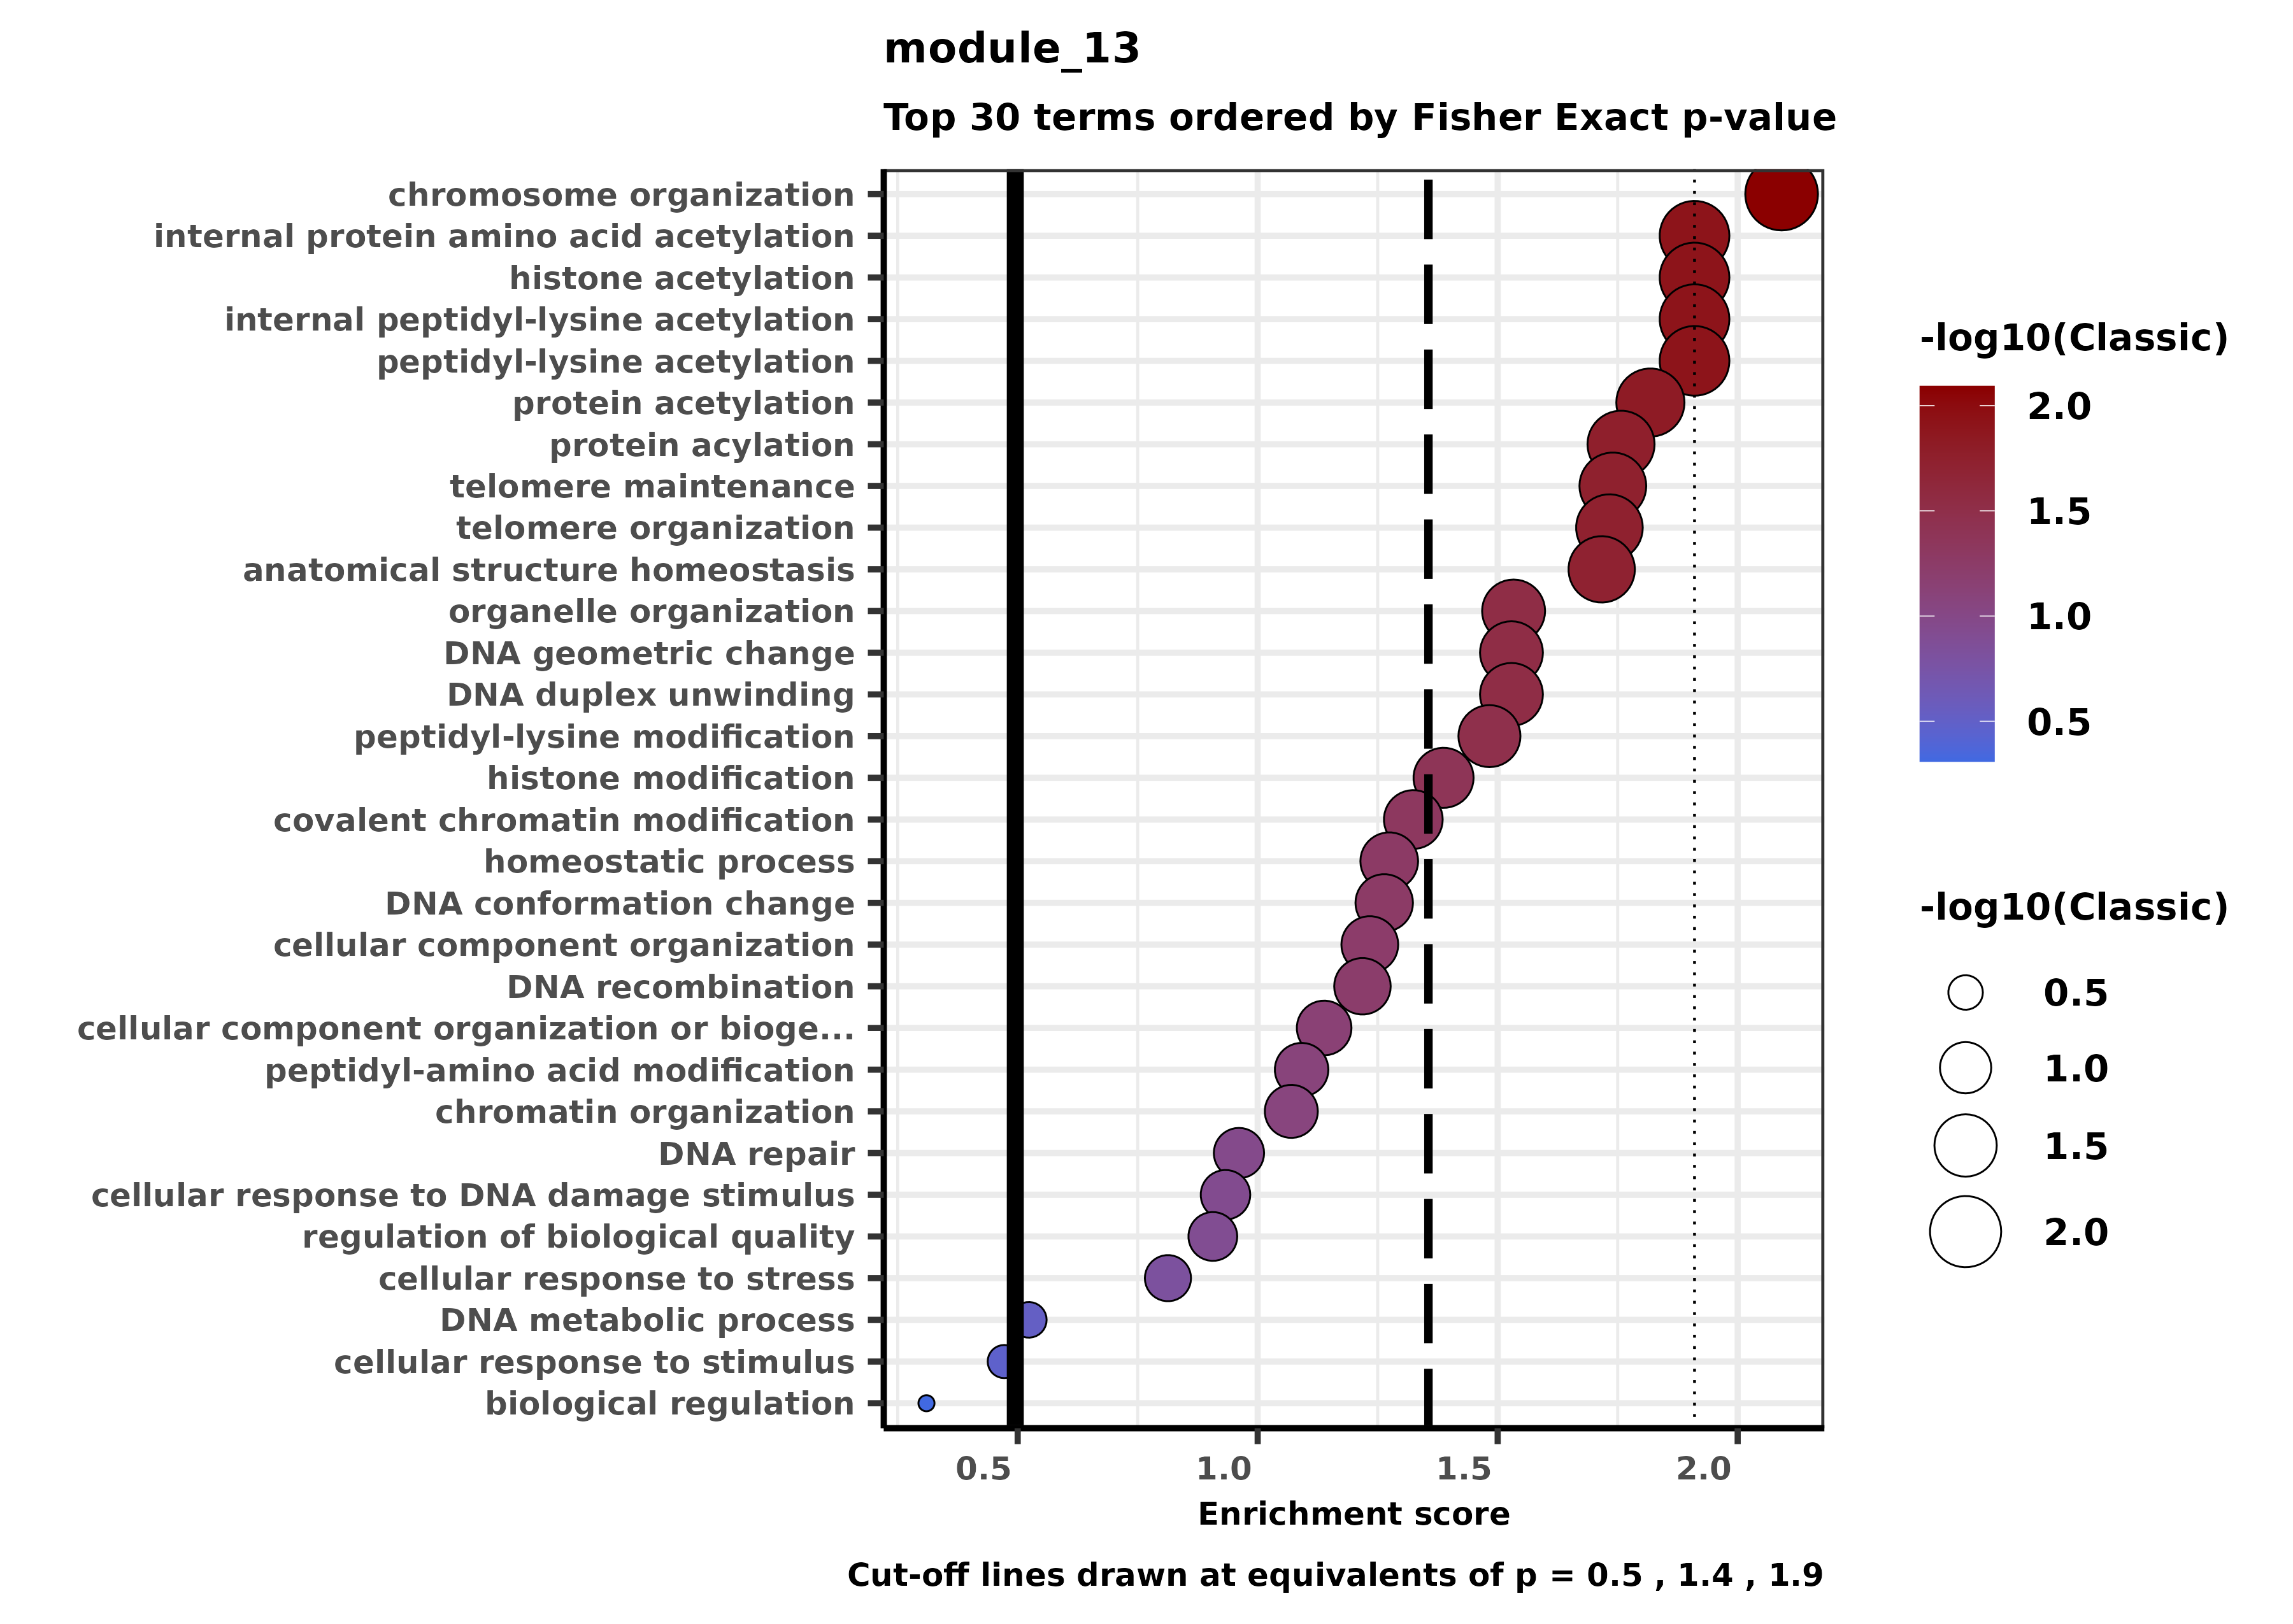 module_13
Top 30 terms ordered by Fisher Exact p-value
chromosome organization
internal protein amino acid acetylation
histone acetylation
internal peptidyl-lysine acetylation
peptidyl-lysine acetylation
protein acetylation
protein acylation
telomere maintenance
telomere organization
anatomical structure homeostasis
organelle organization
DNA geometric change
DNA duplex unwinding
peptidyl-lysine modification
histone modification
covalent chromatin modification
homeostatic process
DNA conformation change
cellular component organization
DNA recombination
cellular component organization or bioge...
peptidyl-amino acid modification
chromatin organization
DNA repair
cellular response to DNA damage stimulus
regulation of biological quality
cellular response to stress
DNA metabolic process
cellular response to stimulus
biological regulation
0.5 1.0 1.5 2.0
Enrichment score
Cut-off lines drawn at equivalents of p = 0.5 , 1.4 , 1.9
-log10(Classic)
2.0
1.5
1.0
0.5
-log10(Classic)
0.5
1.0
1.5
2.0